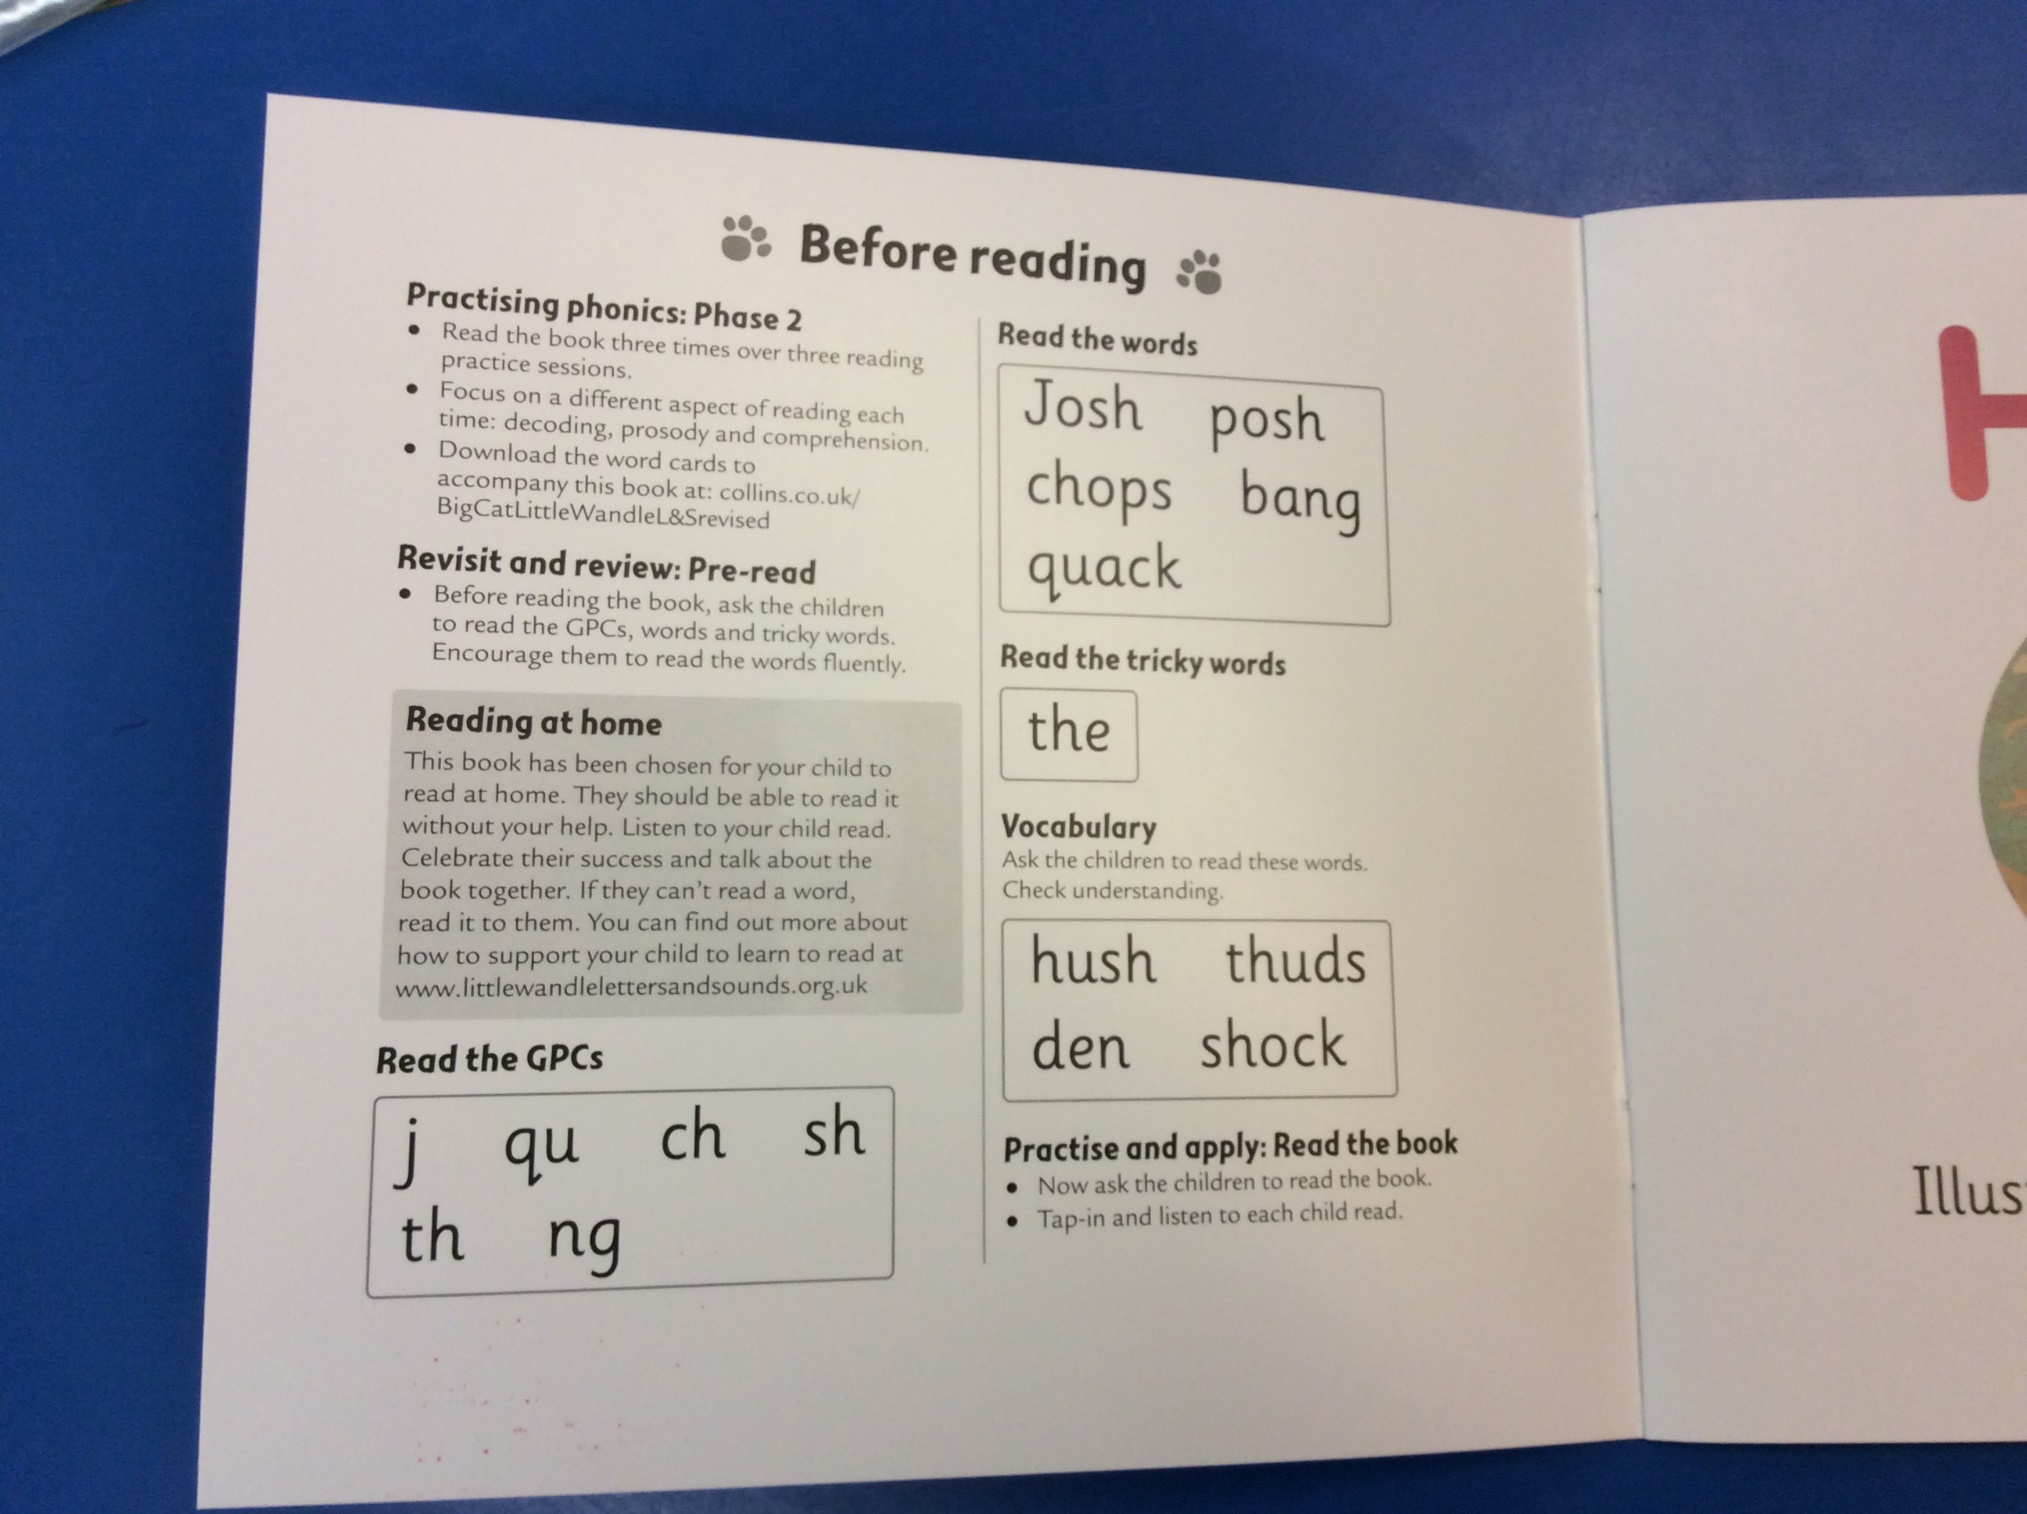 Before reading
Practising phonics: Phase 2
• Read the book three times over three reading
practice sessions.
• Focus on a different aspect of reading each
time: decoding, prosody and comprehension.
• Download the word cards to
accompany this book at: collins.co.uk/
BigCatLittleWandleL&Srevised
Revisit and review: Pre-read
• Before reading the book, ask the children
to read the GPCs, words and tricky words.
Encourage them to read the words fluently.
Reading at home
This book has been chosen for your child to
read at home. They should be able to read it
without your help. Listen to your child read.
Celebrate their success and talk about the
book together. If they can't read a word,
read it to them. You can find out more about
how to support your child to learn to read at
www.littlewandlelettersandsounds.org.uk
Read the GPCs
j qu ch sh
th ng
Read the words
Josh posh
chops bang
quack
Read the tricky words
the
Vocabulary
Ask the children to read these words.
Check understanding.
hush thuds
den shock
Practise and apply: Read the book
• Now ask the children to read the book.
• Tap-in and listen to each child read.